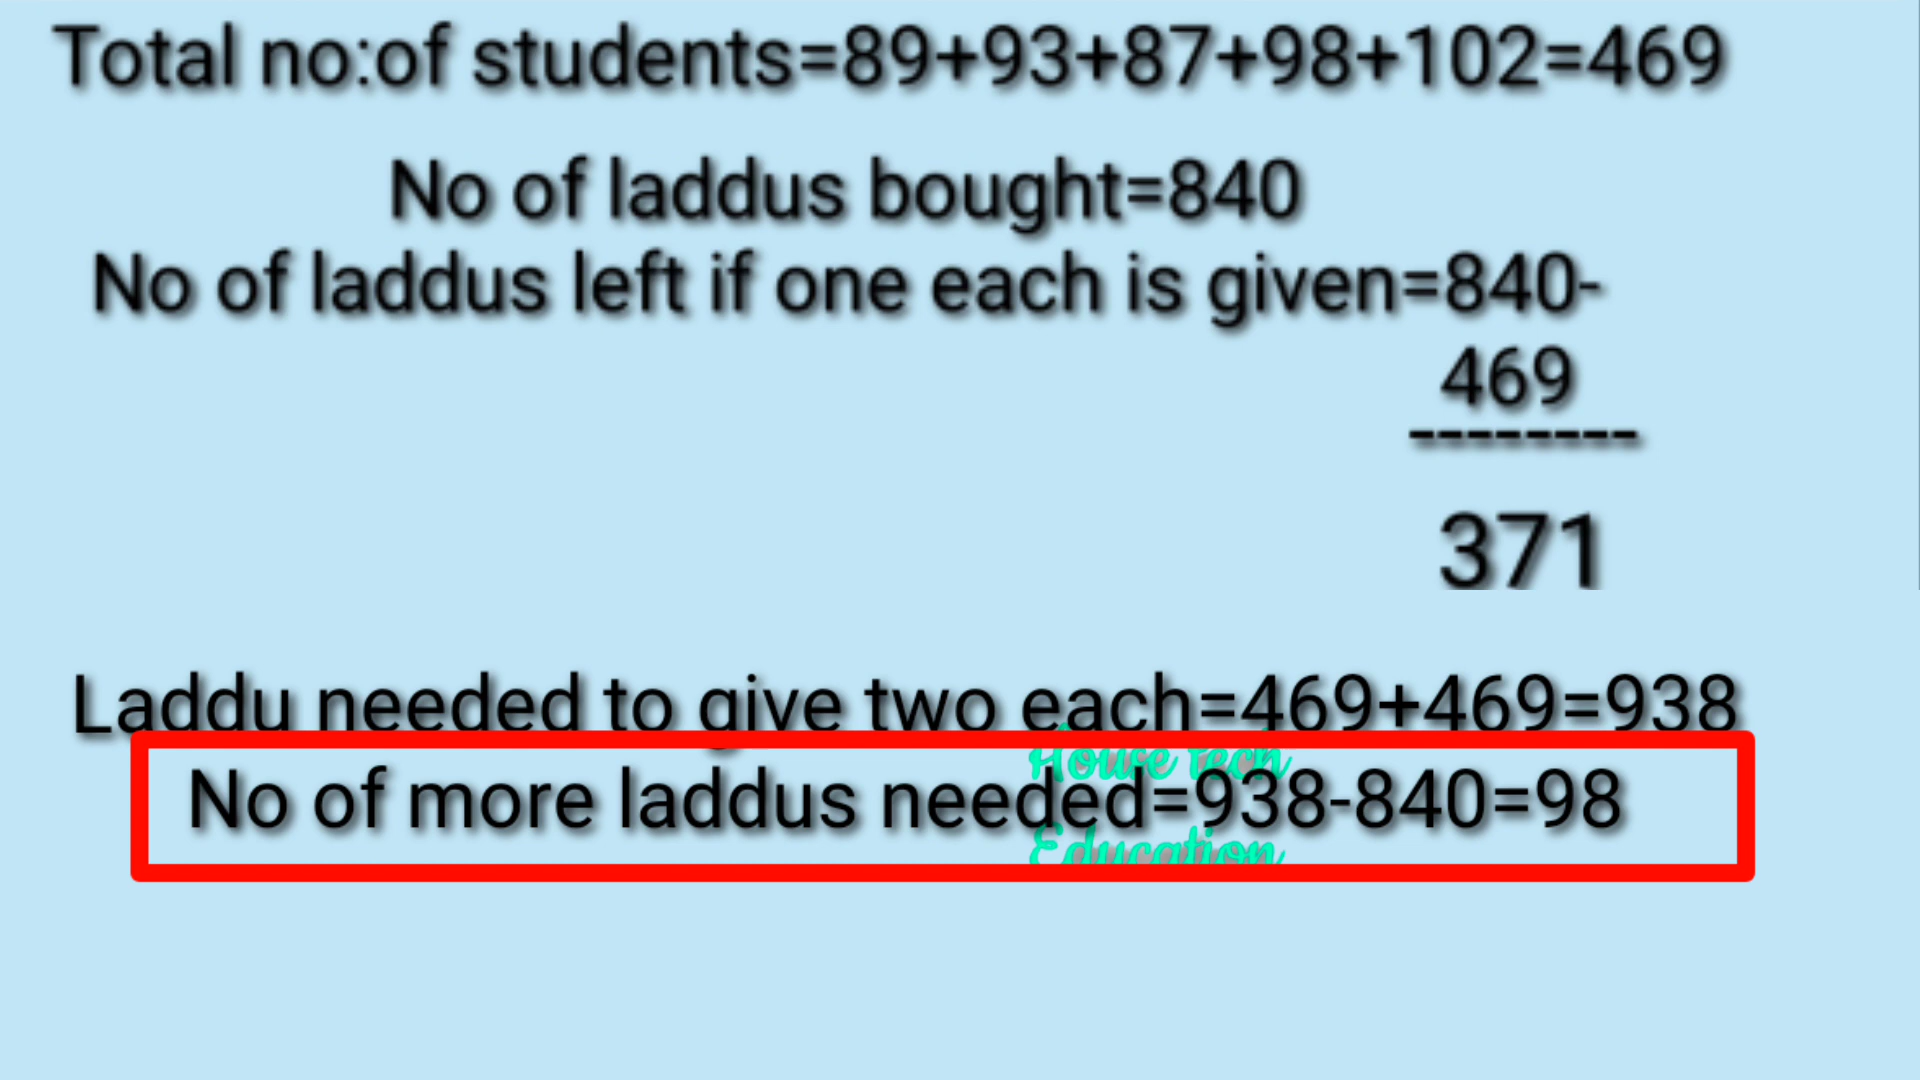 Total no:of students=89+93+87+98+102=469
No of laddus bought=840
No of laddus left if one each is given=840-
469
--------
371
Laddu needed to give two each=469+469=938
House tech
No of more laddus needed=938-840=98
Education